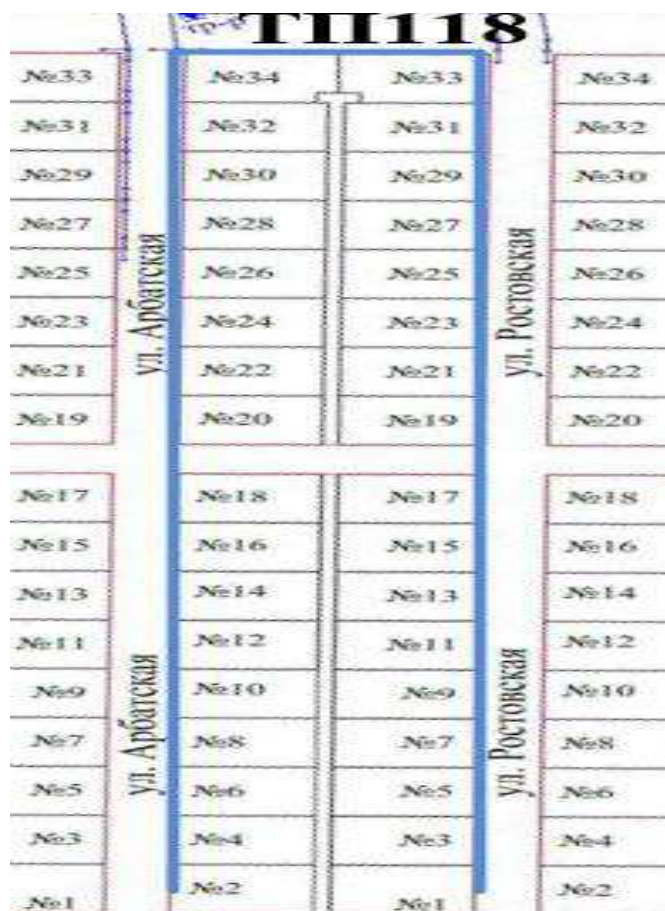 ТП118
№33 №34 №33 №34
№31 №32 №31 №32
№29 №30 №29 №30
№27 №28 №27 №28
№25 №26 №25 №26
№23 №24 №23 №24
№21 №22 №21 №22
№19 №20 №19 №20
ул. Арбатская
ул. Ростовская
№17 №18 №17 №18
№15 №16 №15 №16
№13 №14 №13 №14
№11 №12 №11 №12
№9 №10 №9 №10
№7 №8 №7 №8
№5 №6 №5 №6
№3 №4 №3 №4
№1 №2 №1 №2
ул. Арбатская
ул. Ростовская